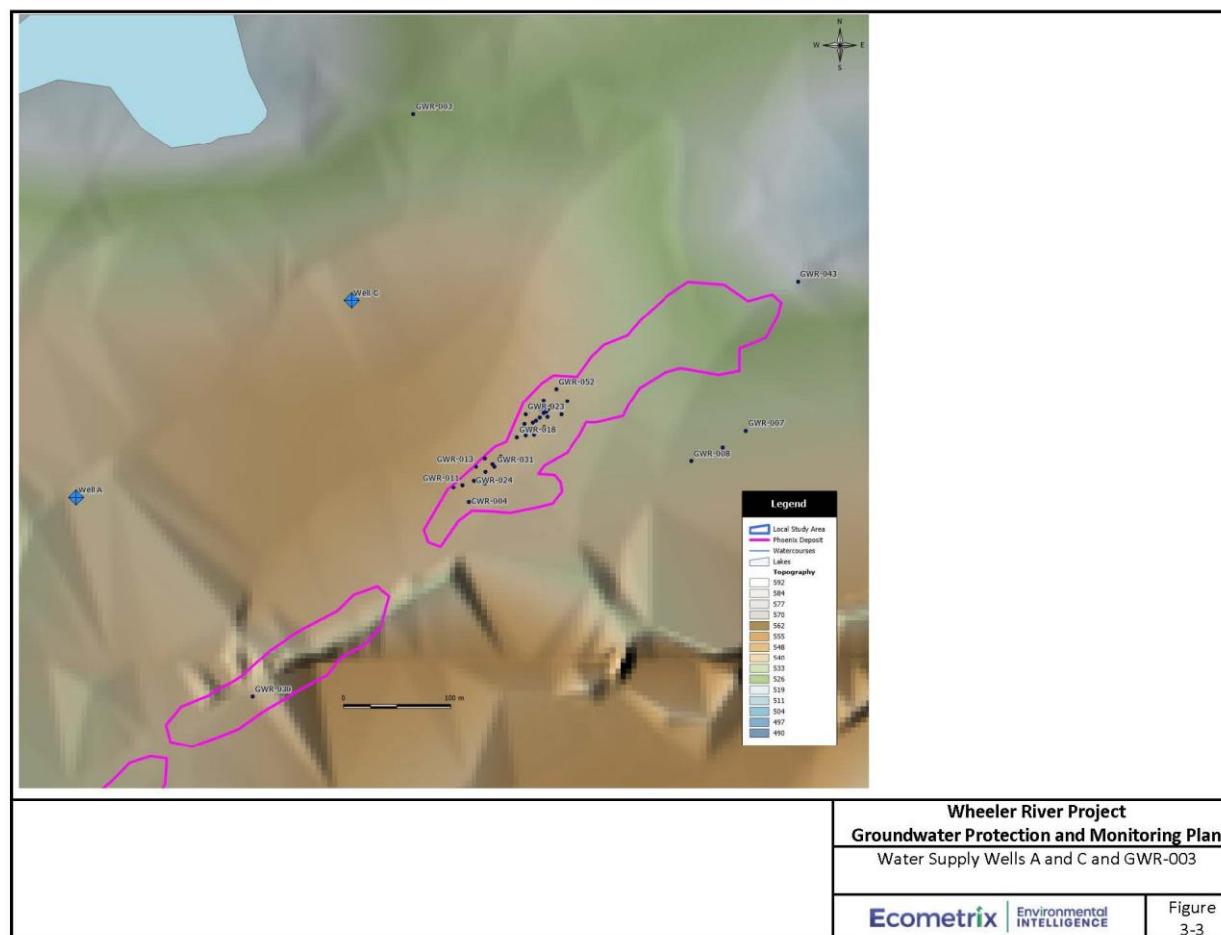 N
W E
S
GWR-003
GWR-043
Well C
GWR-052
GWR-023
GWR-018
GWR-007
GWR-008
GWR-013
GWR-031
GWR-011
GWR-024
GWR-004
Well A
GWR-030
0 100 m
Legend
Local Study Area
Phoenix Deposit
Watercourses
Lakes
Topography
592
584
577
570
562
555
548
540
533
526
519
511
504
497
490
Wheeler River Project
Groundwater Protection and Monitoring Plan
Water Supply Wells A and C and GWR-003
Ecometrix Environmental
INTELLIGENCE
Figure
3-3